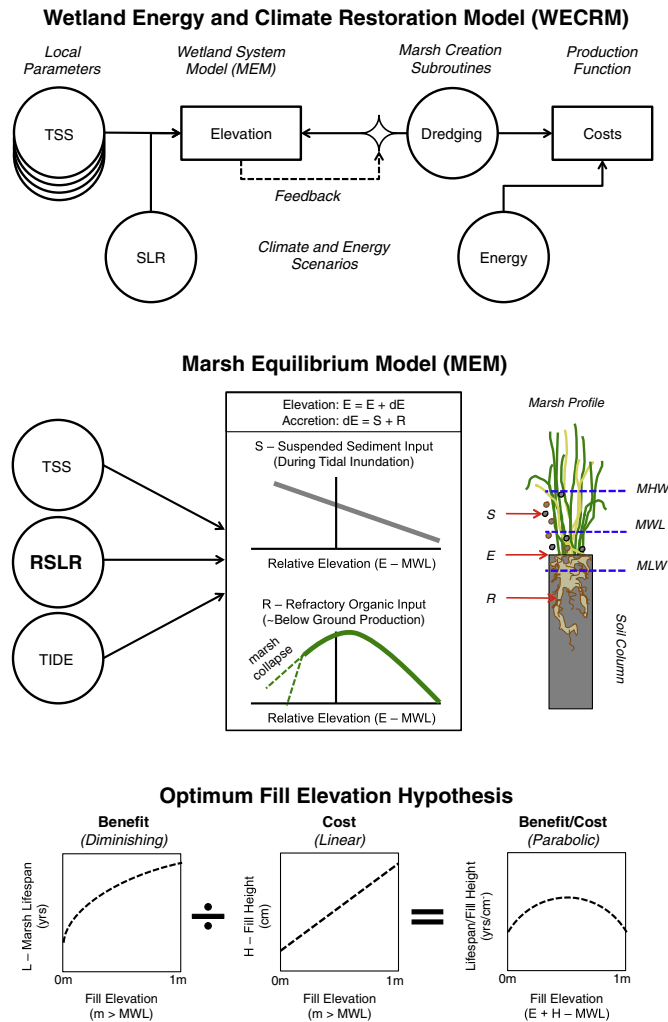 Wetland Energy and Climate Restoration Model (WECRM)
Local
Parameters
Wetland System
Model (MEM)
Marsh Creation
Subroutines
Production
Function
TSS
Elevation
Dredging
Costs
Feedback
SLR
Climate and Energy
Scenarios
Energy
Marsh Equilibrium Model (MEM)
TSS
RSLR
TIDE
Elevation: E = E + dE
Accretion: dE = S + R
S – Suspended Sediment Input
(During Tidal Inundation)
Relative Elevation (E – MWL)
R – Refractory Organic Input
(~Below Ground Production)
marsh
collapse
Relative Elevation (E – MWL)
Marsh Profile
MHW
S
MWL
E
MLW
R
Soil Column
Optimum Fill Elevation Hypothesis
Benefit
(Diminishing)
L – Marsh Lifespan
(yrs)
0m 1m
Fill Elevation
(m > MWL)
÷
Cost
(Linear)
H – Fill Height
(cm)
0m 1m
Fill Elevation
(m > MWL)
=
Benefit/Cost
(Parabolic)
Lifespan/Fill Height
(yrs/cm⁻¹)
0m 1m
Fill Elevation
(E + H – MWL)